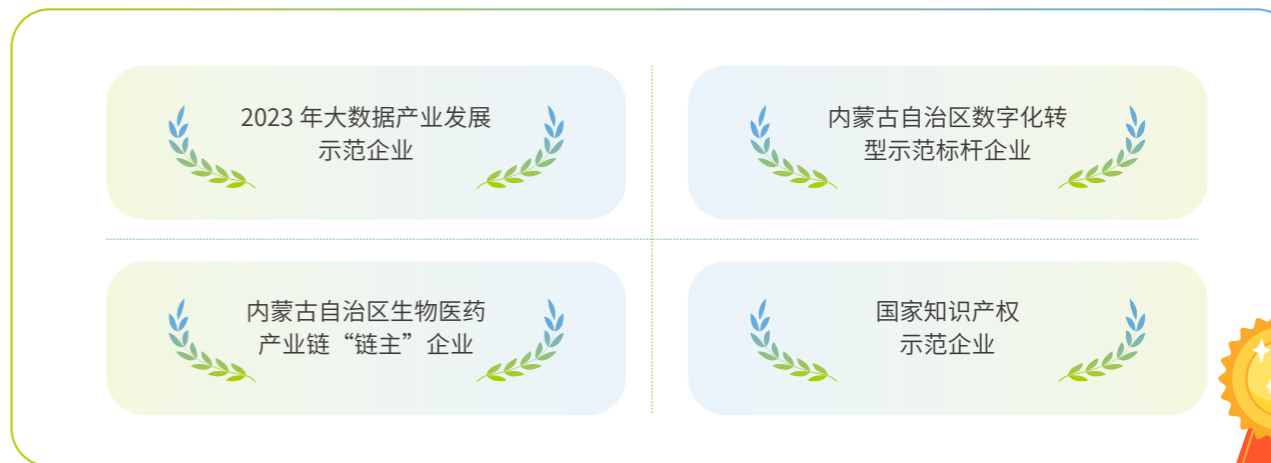 2023 年大数据产业发展
示范企业
内蒙古自治区数字化转
型示范标杆企业
内蒙古自治区生物医药
产业链“链主”企业
国家知识产权
示范企业